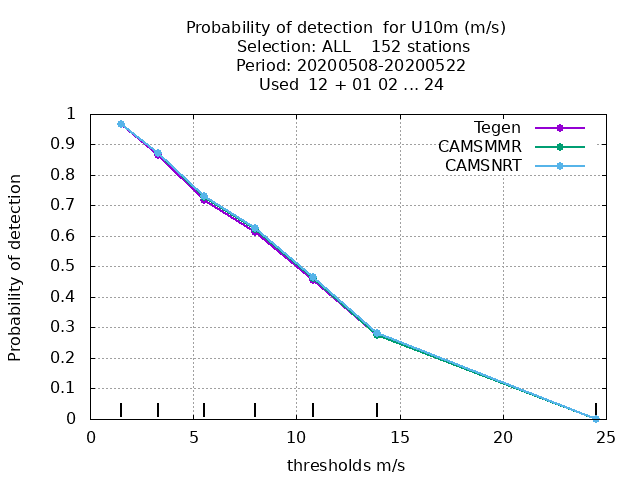 Probability of detection  for U10m (m/s)
Selection: ALL    152 stations
Period: 20200508-20200522
Used  12 + 01 02 ... 24
Tegen
CAMSMMR
CAMSNRT
Probability of detection
1
0.9
0.8
0.7
0.6
0.5
0.4
0.3
0.2
0.1
0
0 5 10 15 20 25
thresholds m/s